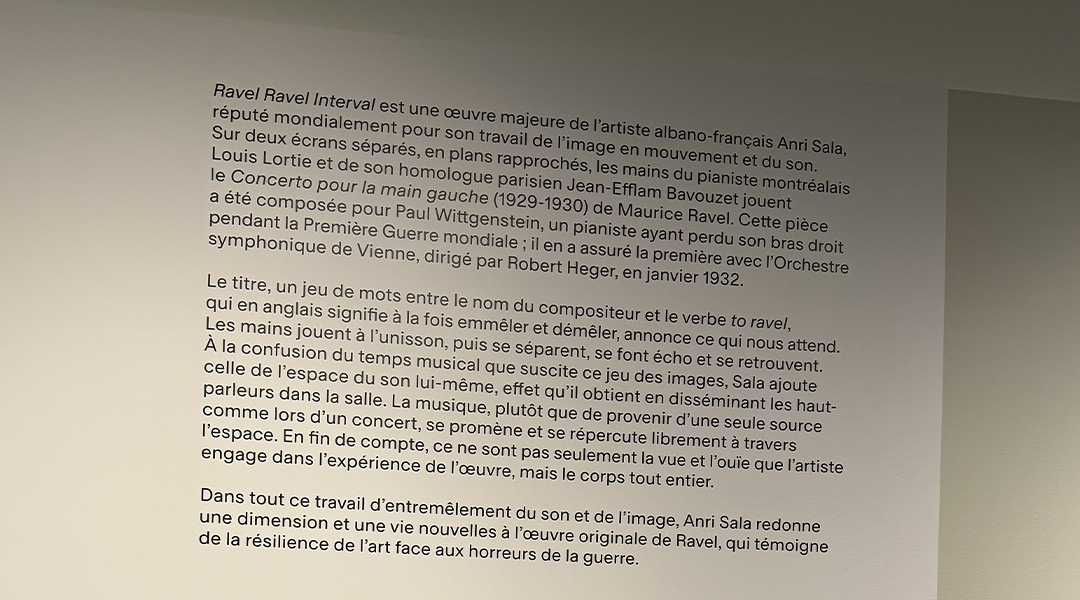 Ravel Ravel Interval est une œuvre majeure de l'artiste albano-français Anri Sala,
réputé mondialement pour son travail de l'image en mouvement et du son.
Sur deux écrans séparés, en plans rapprochés, les mains du pianiste montréalais
Louis Lortie et de son homologue parisien Jean-Efflam Bavouzet jouent
le Concerto pour la main gauche (1929-1930) de Maurice Ravel. Cette pièce
a été composée pour Paul Wittgenstein, un pianiste ayant perdu son bras droit
pendant la Première Guerre mondiale ; il en a assuré la première avec l'Orchestre
symphonique de Vienne, dirigé par Robert Heger, en janvier 1932.
Le titre, un jeu de mots entre le nom du compositeur et le verbe to ravel,
qui en anglais signifie à la fois emmêler et démêler, annonce ce qui nous attend.
Les mains jouent à l'unisson, puis se séparent, se font écho et se retrouvent.
À la confusion du temps musical que suscite ce jeu des images, Sala ajoute
celle de l'espace du son lui-même, effet qu'il obtient en disséminant les haut-
parleurs dans la salle. La musique, plutôt que de provenir d'une seule source
comme lors d'un concert, se promène et se répercute librement à travers
l'espace. En fin de compte, ce ne sont pas seulement la vue et l'ouïe que l'artiste
engage dans l'expérience de l'œuvre, mais le corps tout entier.
Dans tout ce travail d'entremêlement du son et de l'image, Anri Sala redonne
une dimension et une vie nouvelles à l'œuvre originale de Ravel, qui témoigne
de la résilience de l'art face aux horreurs de la guerre.